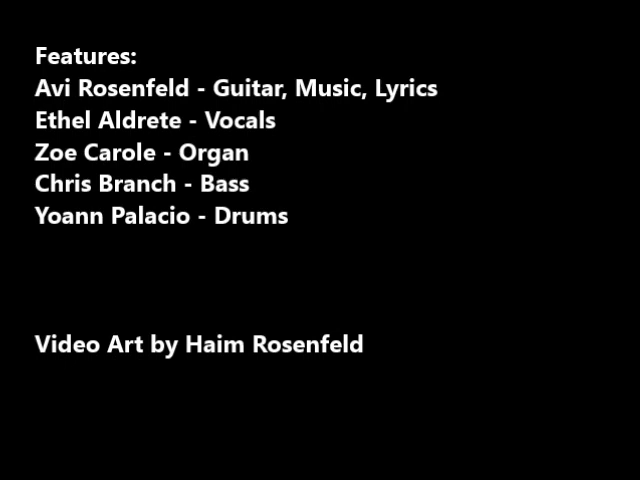 Features:
Avi Rosenfeld - Guitar, Music, Lyrics
Ethel Aldrete - Vocals
Zoe Carole - Organ
Chris Branch - Bass
Yoann Palacio - Drums
Video Art by Haim Rosenfeld